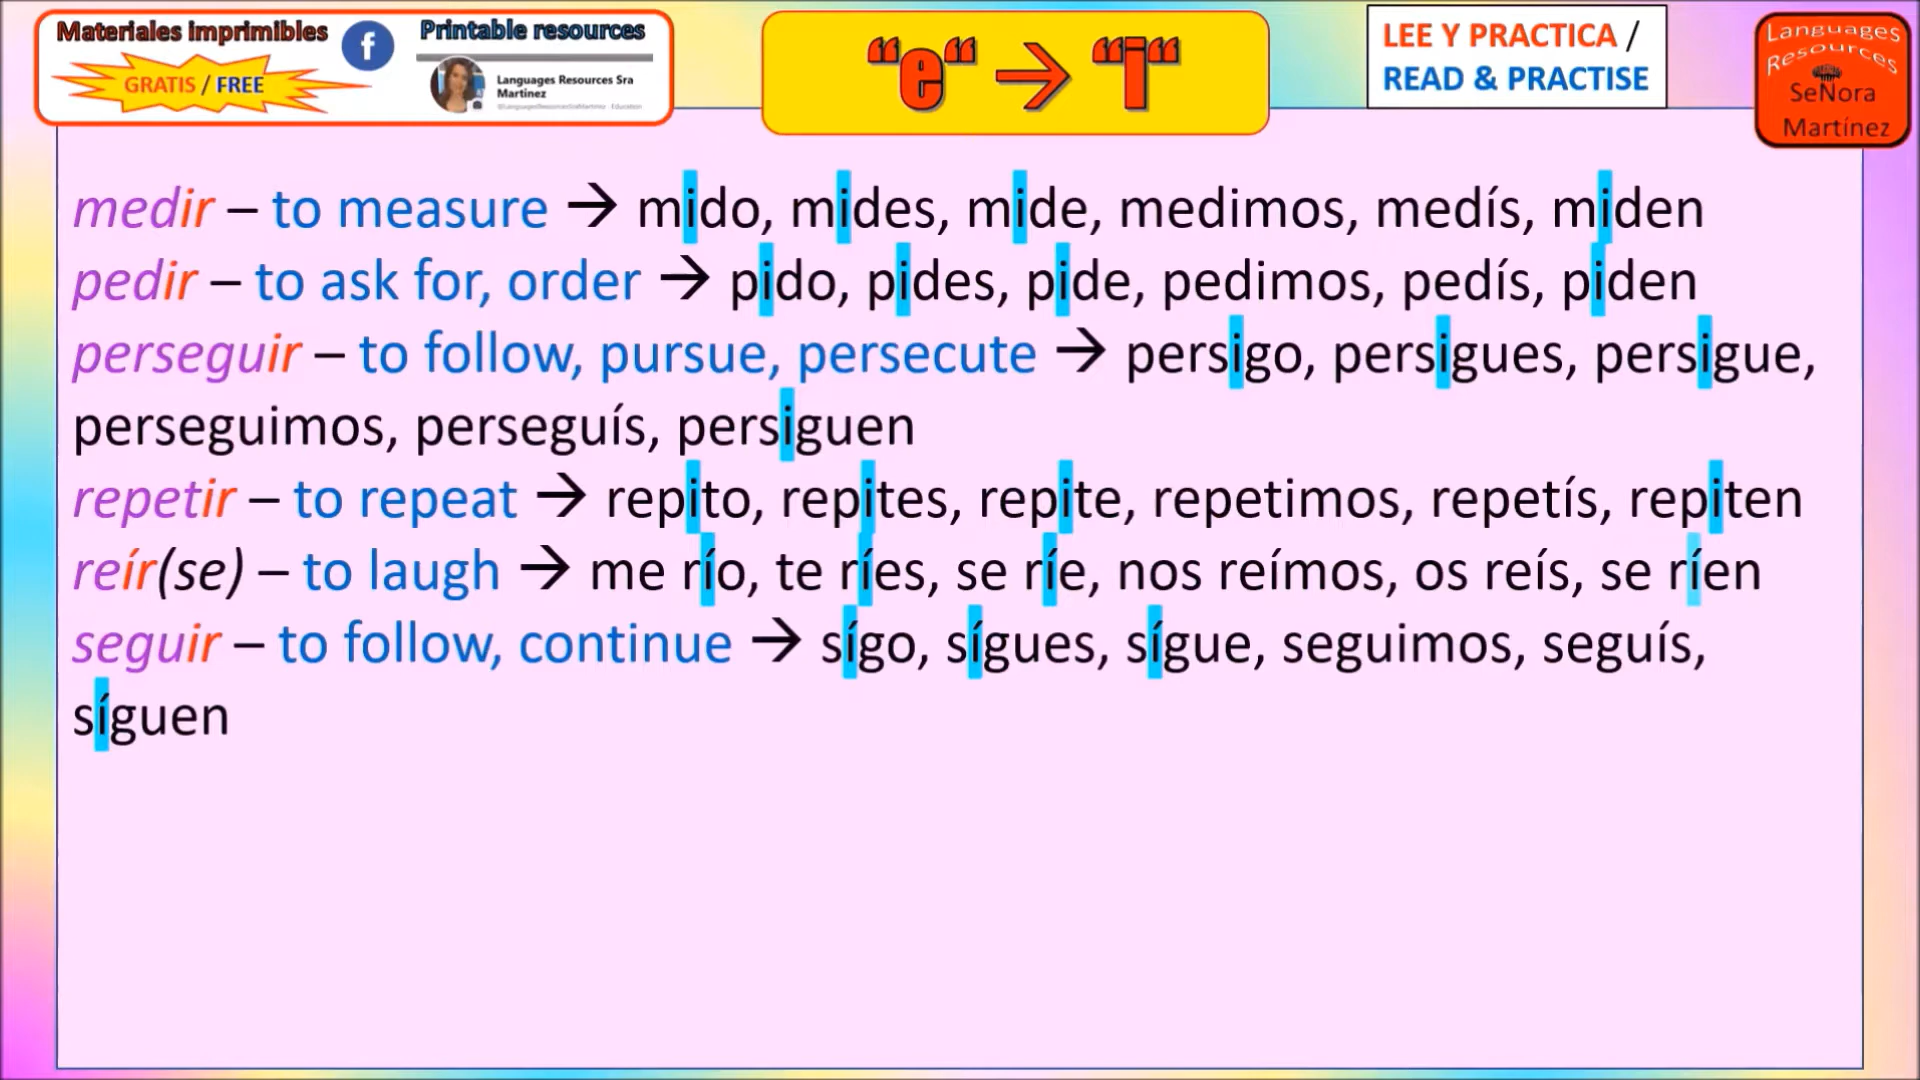 Materiales imprimibles
GRATIS / FREE
f
Printable resources
Languages Resources Sra
Martinez
@LanguagesResourcesSraMartinez · Education
“e“ → “i“
LEE Y PRACTICA /
READ & PRACTISE
Languages
Resources
SeNora
Martínez
medir – to measure → mido, mides, mide, medimos, medís, miden
pedir – to ask for, order → pido, pides, pide, pedimos, pedís, piden
perseguir – to follow, pursue, persecute → persigo, persigues, persigue,
perseguimos, perseguís, persiguen
repetir – to repeat → repito, repites, repite, repetimos, repetís, repiten
reír(se) – to laugh → me río, te ríes, se ríe, nos reímos, os reís, se ríen
seguir – to follow, continue → sígo, sígues, sígue, seguimos, seguís,
síguen